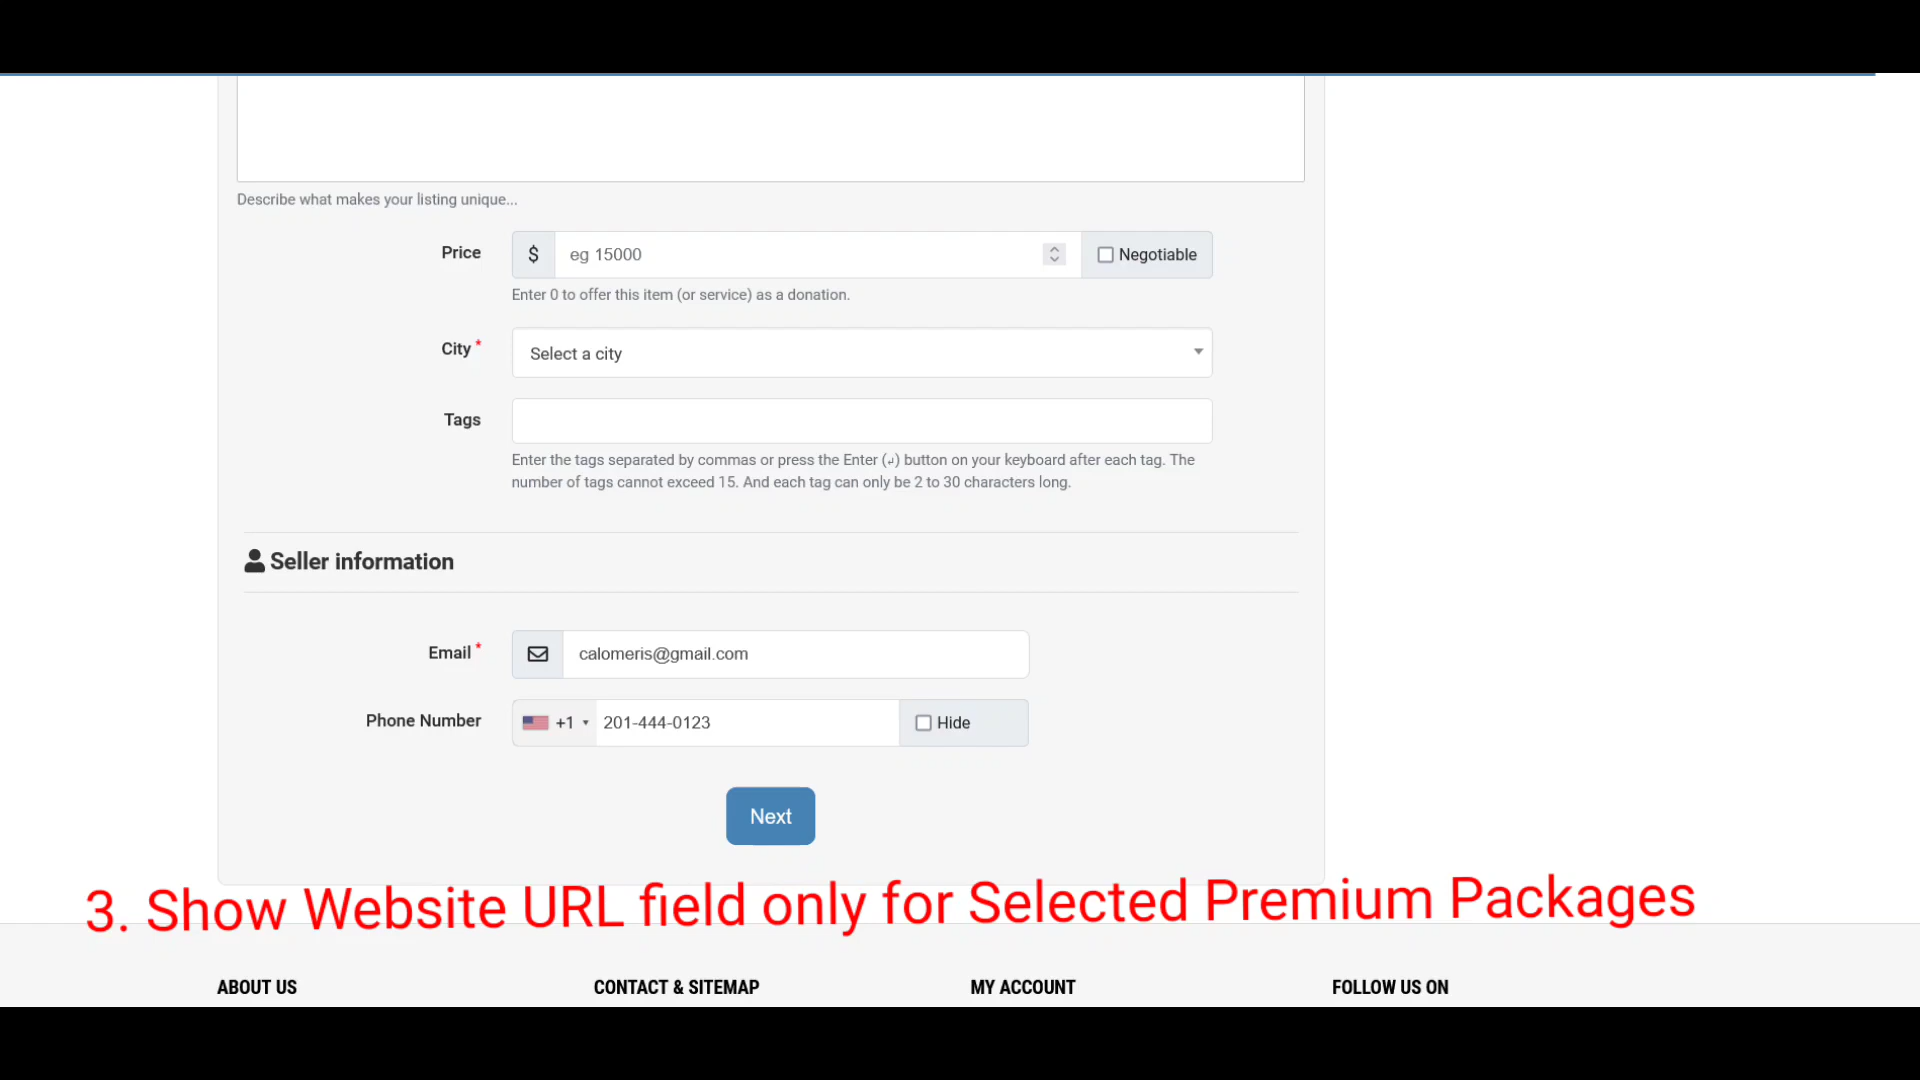 Describe what makes your listing unique...
Price
$
eg 15000
Negotiable
Enter 0 to offer this item (or service) as a donation.
City *
Select a city
Tags
Enter the tags separated by commas or press the Enter (↲) button on your keyboard after each tag. The
number of tags cannot exceed 15. And each tag can only be 2 to 30 characters long.
Seller information
Email *
calomeris@gmail.com
Phone Number
+1
201-444-0123
Hide
Next
3. Show Website URL field only for Selected Premium Packages
ABOUT US
CONTACT & SITEMAP
MY ACCOUNT
FOLLOW US ON